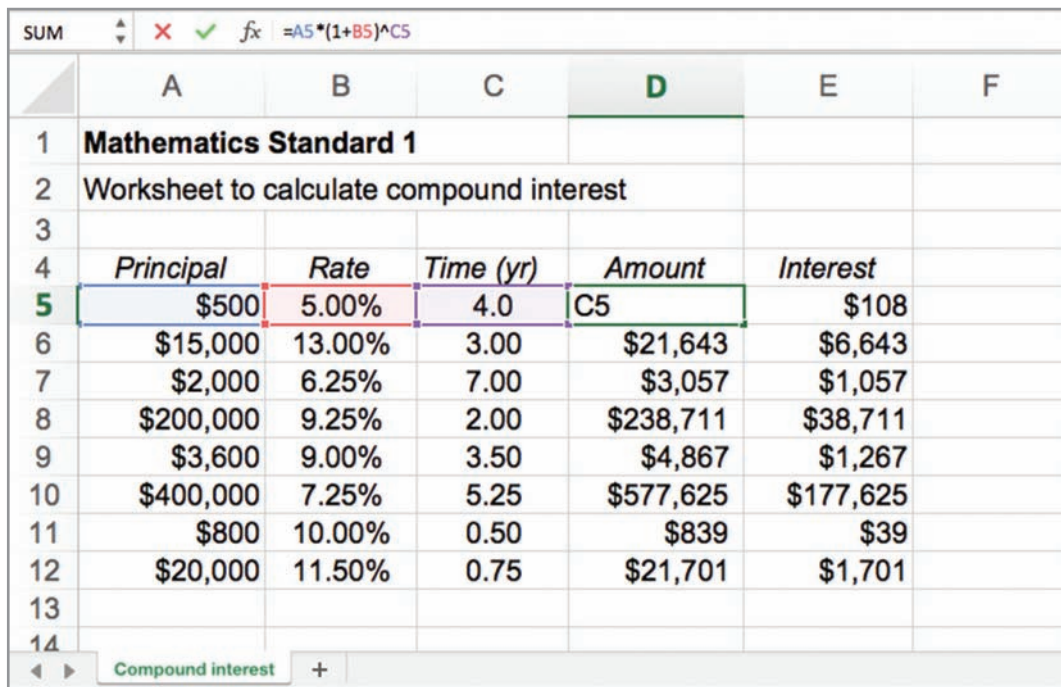 SUM fx =A5*(1+B5)^C5
A B C D E F
1 Mathematics Standard 1
2 Worksheet to calculate compound interest
3
4 Principal Rate Time (yr) Amount Interest
5 $500 5.00% 4.0 C5 $108
6 $15,000 13.00% 3.00 $21,643 $6,643
7 $2,000 6.25% 7.00 $3,057 $1,057
8 $200,000 9.25% 2.00 $238,711 $38,711
9 $3,600 9.00% 3.50 $4,867 $1,267
10 $400,000 7.25% 5.25 $577,625 $177,625
11 $800 10.00% 0.50 $839 $39
12 $20,000 11.50% 0.75 $21,701 $1,701
13
14
Compound interest +